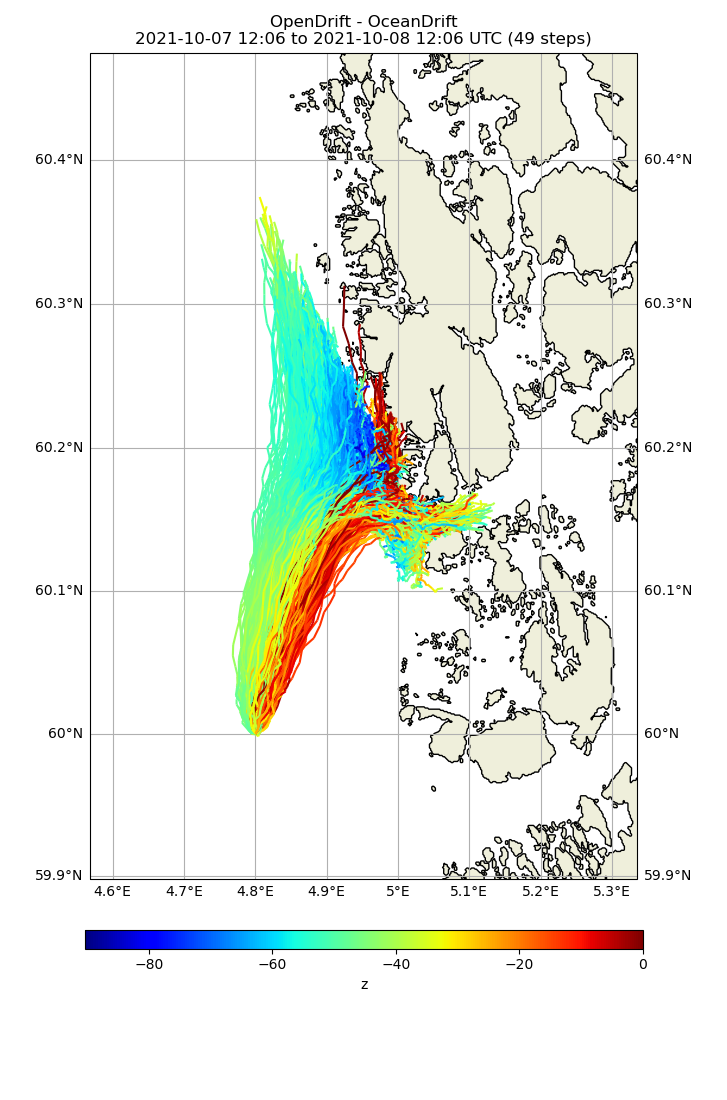 OpenDrift - OceanDrift
2021-10-07 12:06 to 2021-10-08 12:06 UTC (49 steps)
60.4°N 60.4°N
60.3°N 60.3°N
60.2°N 60.2°N
60.1°N 60.1°N
60°N 60°N
59.9°N 59.9°N
4.6°E 4.7°E 4.8°E 4.9°E 5°E 5.1°E 5.2°E 5.3°E
−80 −60 −40 −20 0
z